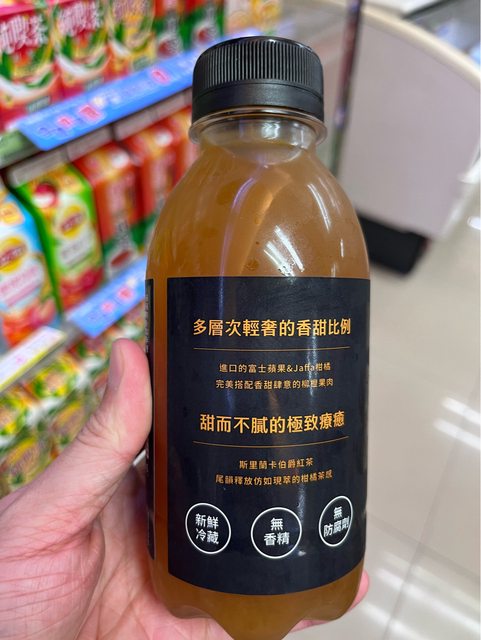 多層次輕奢的香甜比例
進口的富士蘋果&Jaffa柑橘
完美搭配香甜肆意的柳橙果肉
甜而不膩的極致療癒
斯里蘭卡伯爵紅茶
尾韻釋放仿如現萃的柑橘茶感
新鮮
冷藏
無
香精
無
防腐劑